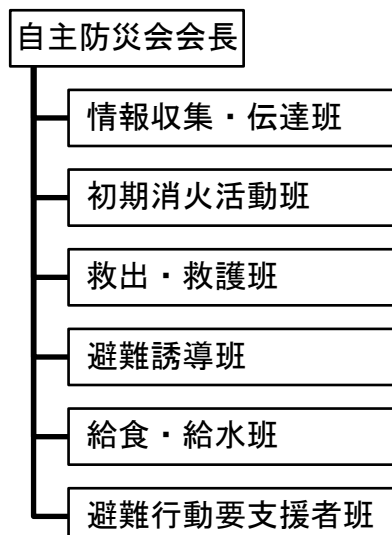 自主防災会会長
情報収集・伝達班
初期消火活動班
救出・救護班
避難誘導班
給食・給水班
避難行動要支援者班